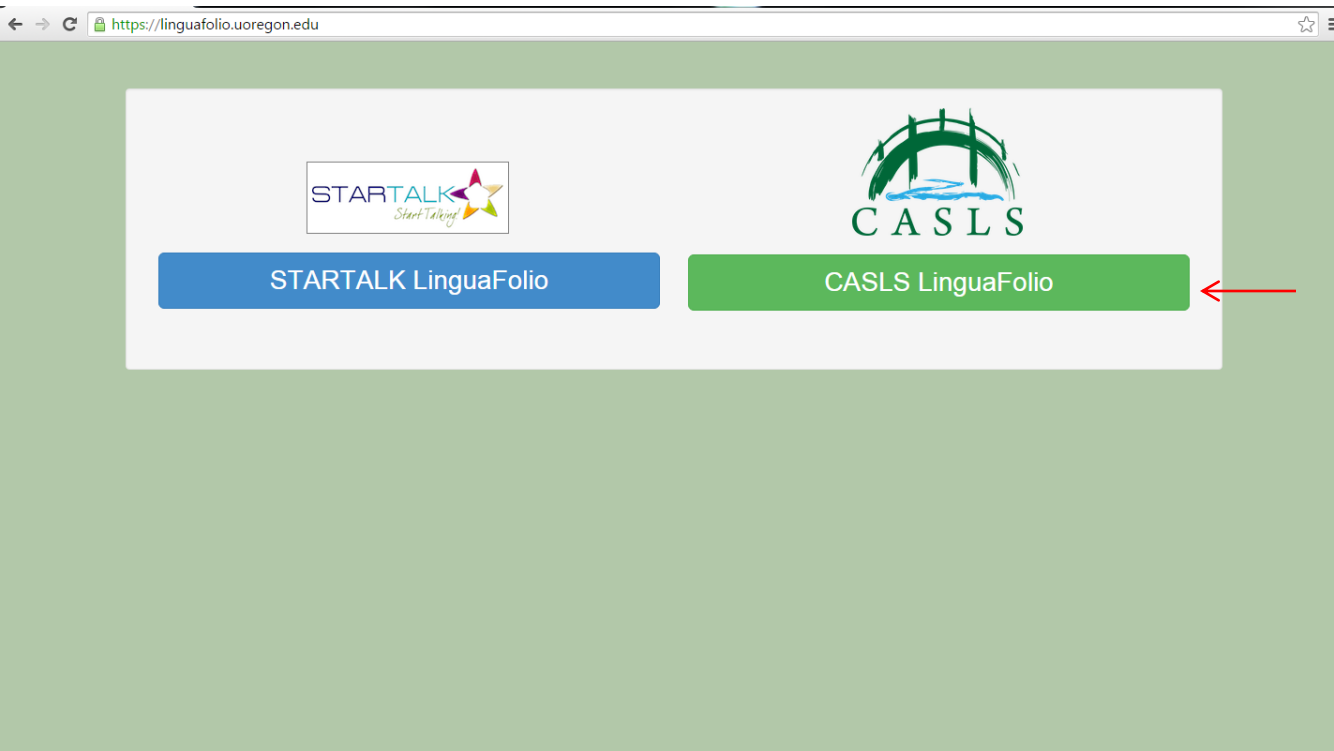 https://linguafolio.uoregon.edu
STARTALK
Start Talking!
STARTALK LinguaFolio
CASLS
CASLS LinguaFolio